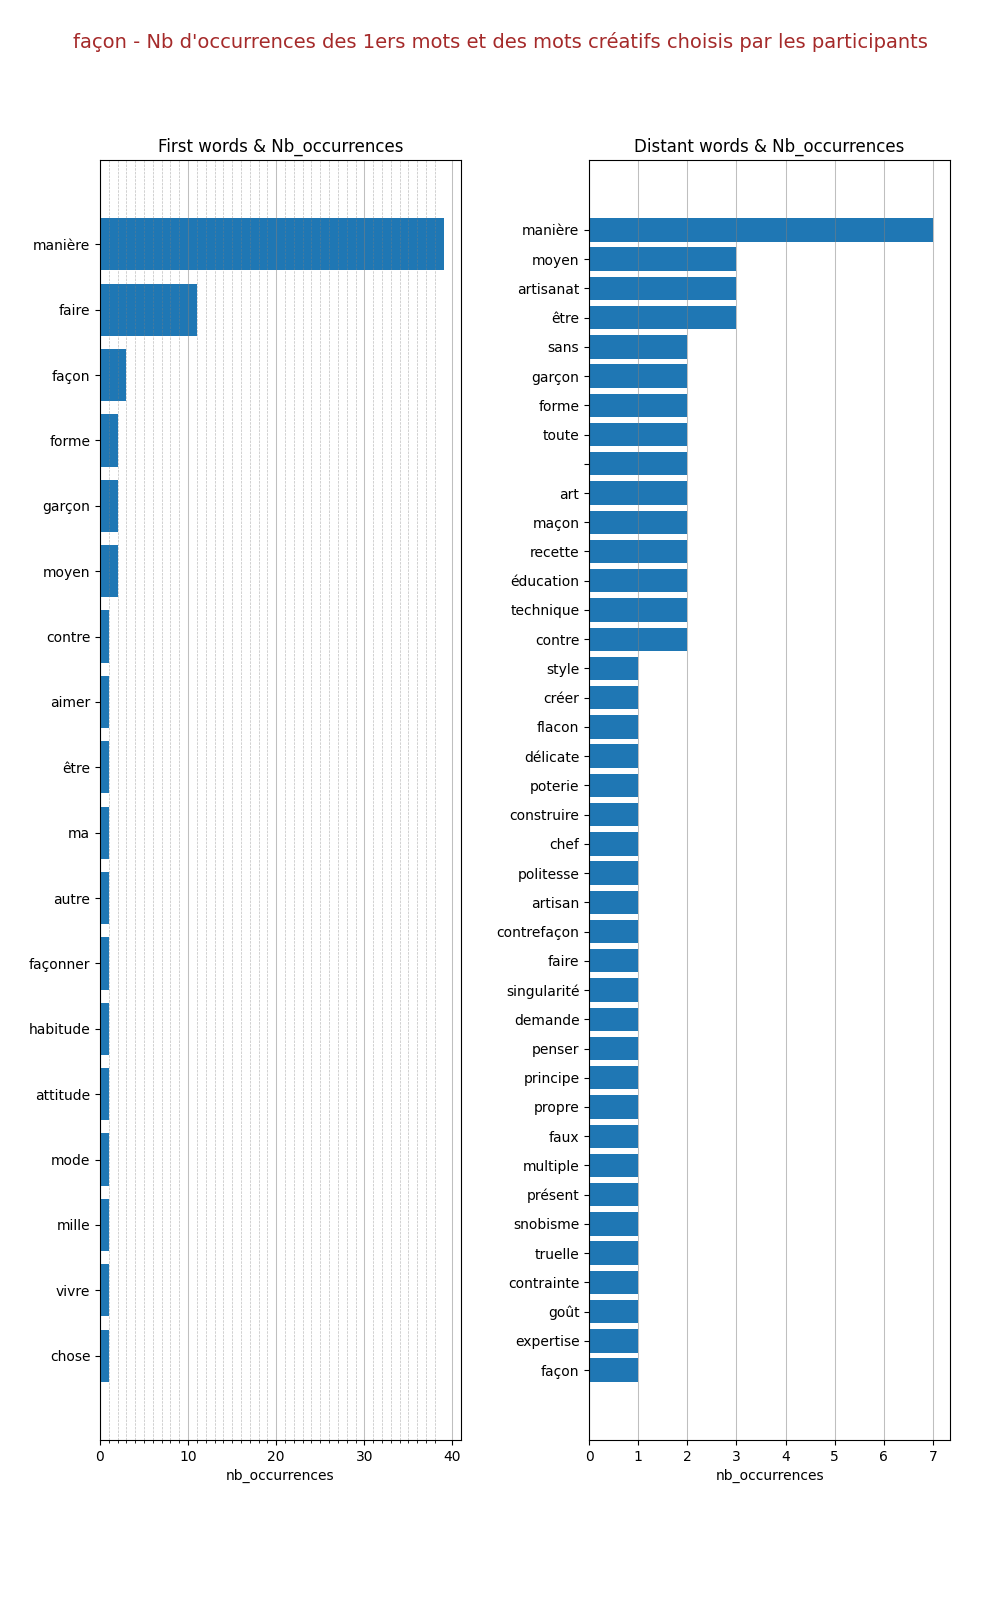 façon - Nb d'occurrences des 1ers mots et des mots créatifs choisis par les participants
First words & Nb_occurrences
manière
faire
façon
forme
garçon
moyen
contre
aimer
être
ma
autre
façonner
habitude
attitude
mode
mille
vivre
chose
0 10 20 30 40
nb_occurrences
Distant words & Nb_occurrences
manière
moyen
artisanat
être
sans
garçon
forme
toute
art
maçon
recette
éducation
technique
contre
style
créer
flacon
délicate
poterie
construire
chef
politesse
artisan
contrefaçon
faire
singularité
demande
penser
principe
propre
faux
multiple
présent
snobisme
truelle
contrainte
goût
expertise
façon
0 1 2 3 4 5 6 7
nb_occurrences